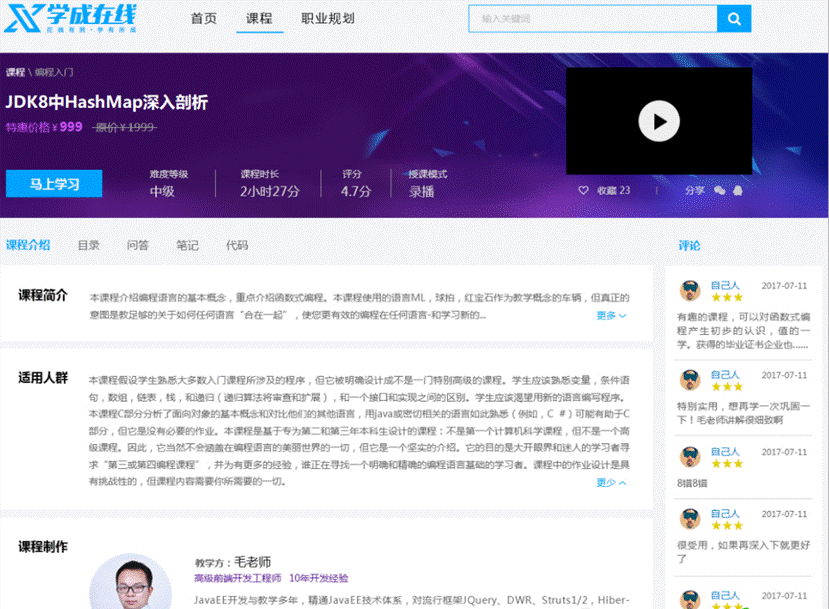 学成在线
在线有我·学有所成
首页 课程 职业规划
输入关键词
课程 \ 编程入门
JDK8中HashMap深入剖析
特惠价格¥999 原价¥1999
马上学习
难度等级 课程时长 评分 授课模式
中级 2小时27分 4.7分 录播
收藏 23 | 分享
课程介绍 目录 问答 笔记 代码
课程简介
本课程介绍编程语言的基本概念，重点介绍函数式编程。本课程使用的语言ML，球拍，红宝石作为教学概念的车辆，但真正的
意图是教足够的关于如何任何语言“合在一起”，使您更有效的编程在任何语言-和学习新的...
更多
适用人群
本课程假设学生熟悉大多数入门课程所涉及的程序，但它被明确设计成不是一门特别高级的课程。学生应该熟悉变量，条件语
句，数组，链表，栈，和递归（递归算法将审查和扩展），和一个接口和实现之间的区别。学生应该渴望用新的语言编写程序。
本课程C部分分析了面向对象的基本概念和对比他们的其他语言，用java或密切相关的语言如此熟悉（例如，C #）可能有助于C
部分，但它是没有必要的作业。本课程是基于专为第二和第三年本科生设计的课程：不是第一个计算机科学课程，但不是一个高
级课程。因此，它当然不会涵盖在编程语言的美丽世界的一切，但它是一个坚实的介绍。它的目的是大开眼界和迷人的学习者寻
求“第三或第四编程课程”，并为有更多的经验，谁正在寻找一个明确和精确的编程语言基础的学习者。课程中的作业设计是具
有挑战性的，但课程内容需要你所需要的一切。
更少
课程制作
教学方：毛老师
高级前端开发工程师 10年开发经验
JavaEE开发与教学多年，精通JavaEE技术体系，对流行框架JQuery、DWR、Struts1/2，Hiber-
评论
自己人 2017-07-11
有趣的课程，可以对函数式编
程产生初步的认识，值的一
学。获得的毕业证书企业也......
自己人 2017-07-11
特别实用，想再学一次巩固一
下！毛老师讲解很细致啊
自己人 2017-07-11
8错8错
自己人 2017-07-11
很受用，如果再深入下就更好
了
自己人 2017-07-11